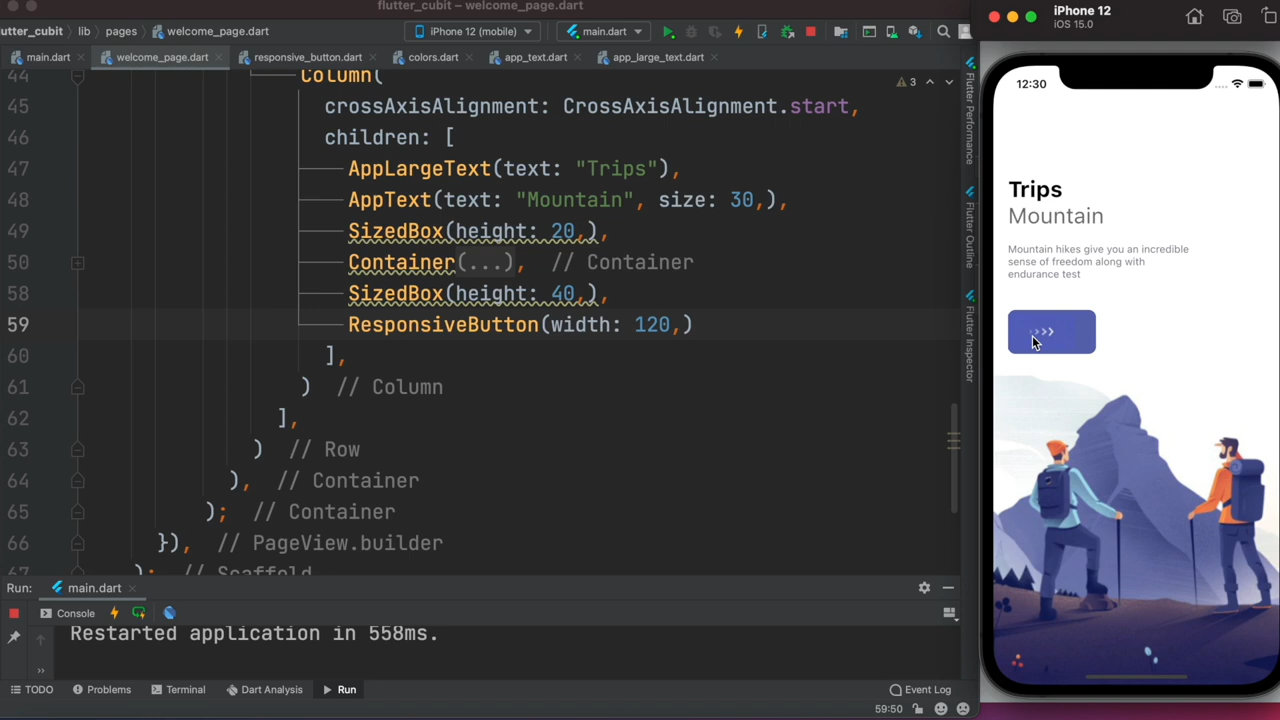 flutter_cubit – welcome_page.dart
utter_cubit > lib > pages > welcome_page.dart
iPhone 12 (mobile)
main.dart
main.dart
welcome_page.dart
responsive_button.dart
colors.dart
app_text.dart
app_large_text.dart
44 Column(
45 crossAxisAlignment: CrossAxisAlignment.start,
46 children: [
47 AppLargeText(text: "Trips"),
48 AppText(text: "Mountain", size: 30,),
49 SizedBox(height: 20,),
50 Container(...), // Container
58 SizedBox(height: 40,),
59 ResponsiveButton(width: 120,)
60 ],
61 ) // Column
62 ],
63 ) // Row
64 ), // Container
65 ); // Container
66 }), // PageView.builder
67 ); // Scaffold
3
Flutter Performance
Flutter Outline
Flutter Inspector
Run: main.dart
Console
Restarted application in 558ms.
TODO
Problems
Terminal
Dart Analysis
Run
Event Log
59:50
iPhone 12
iOS 15.0
12:30
Trips
Mountain
Mountain hikes give you an incredible
sense of freedom along with
endurance test